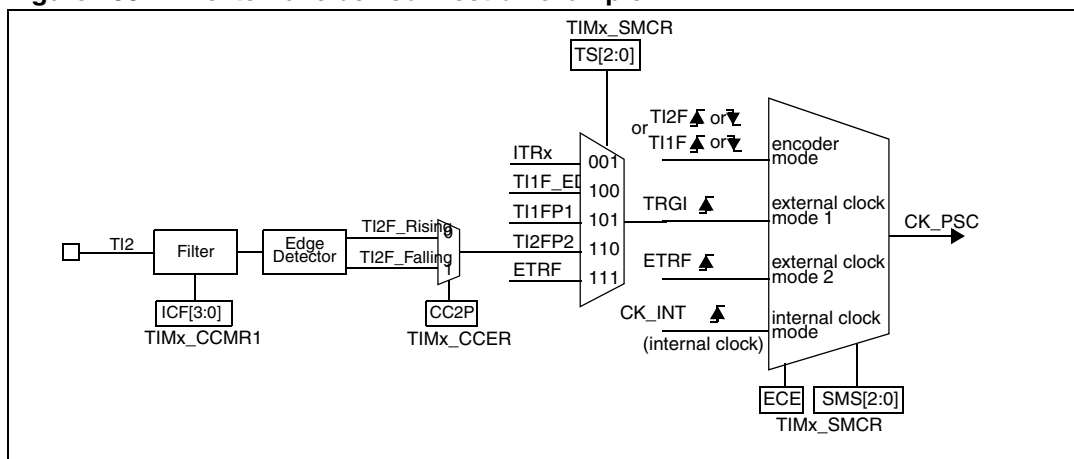 TIMx_SMCR
TS[2:0]
TI2F or
or TI1F or
encoder mode
ITRx
001
TI1F_ED
100
TI1FP1
101
TRGI
external clock mode 1
CK_PSC
TI2
Filter
Edge Detector
TI2F_Rising
0
TI2F_Falling
1
TI2FP2
110
ETRF
111
ETRF
external clock mode 2
ICF[3:0]
TIMx_CCMR1
CC2P
TIMx_CCER
CK_INT
(internal clock)
internal clock mode
ECE
SMS[2:0]
TIMx_SMCR